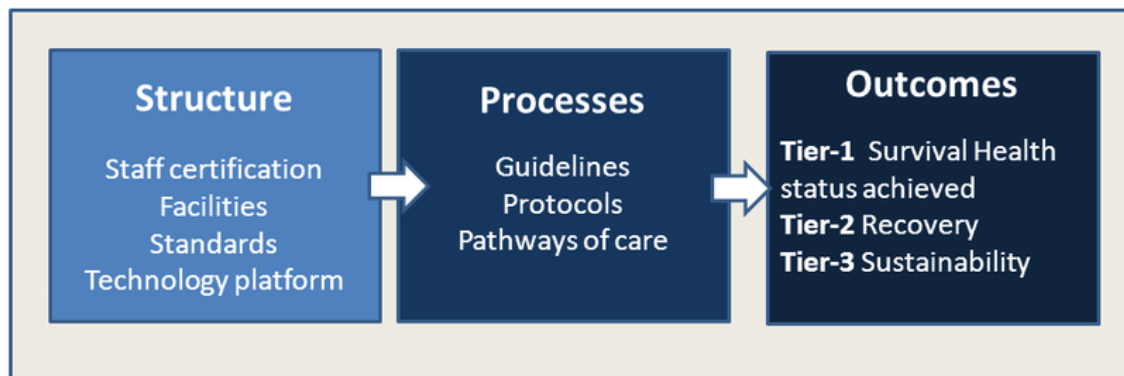 Structure
Staff certification
Facilities
Standards
Technology platform
Processes
Guidelines
Protocols
Pathways of care
Outcomes
Tier-1 Survival Health
status achieved
Tier-2 Recovery
Tier-3 Sustainability